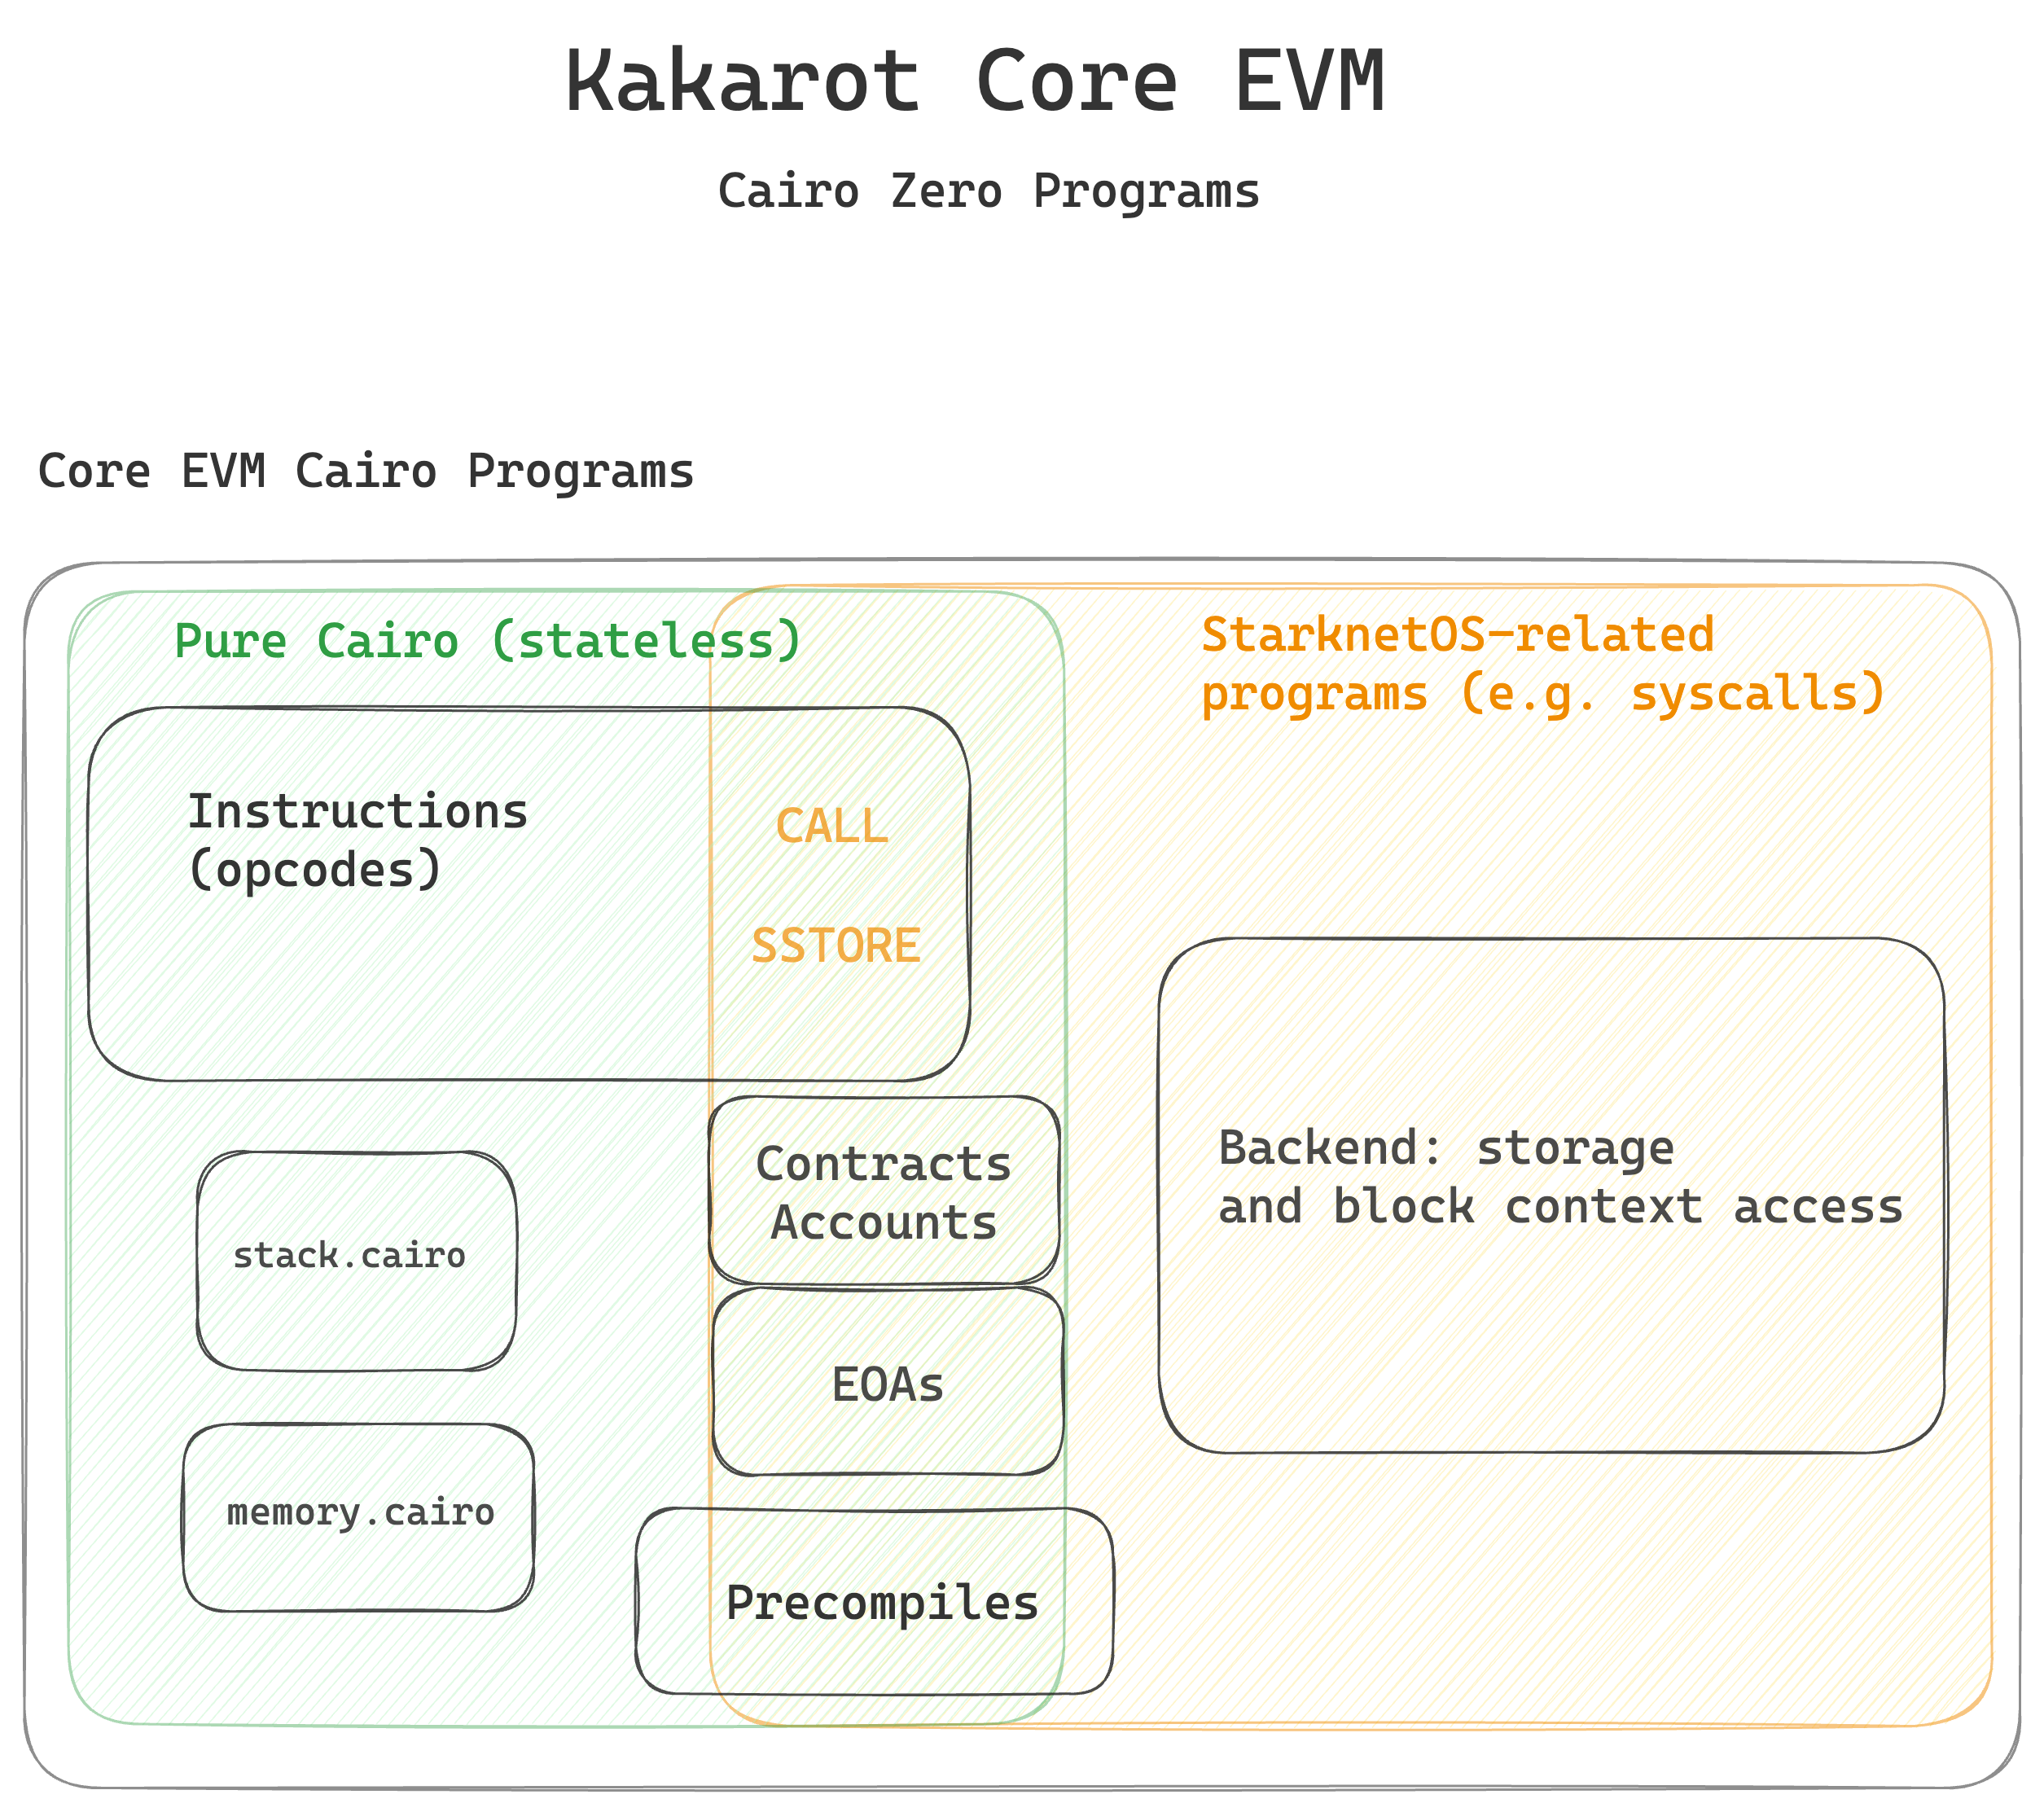 Kakarot Core EVM
Cairo Zero Programs
Core EVM Cairo Programs
Pure Cairo (stateless)
StarknetOS-related
programs (e.g. syscalls)
Instructions
(opcodes)
CALL
SSTORE
Contracts
Accounts
Backend: storage
and block context access
stack.cairo
EOAs
memory.cairo
Precompiles